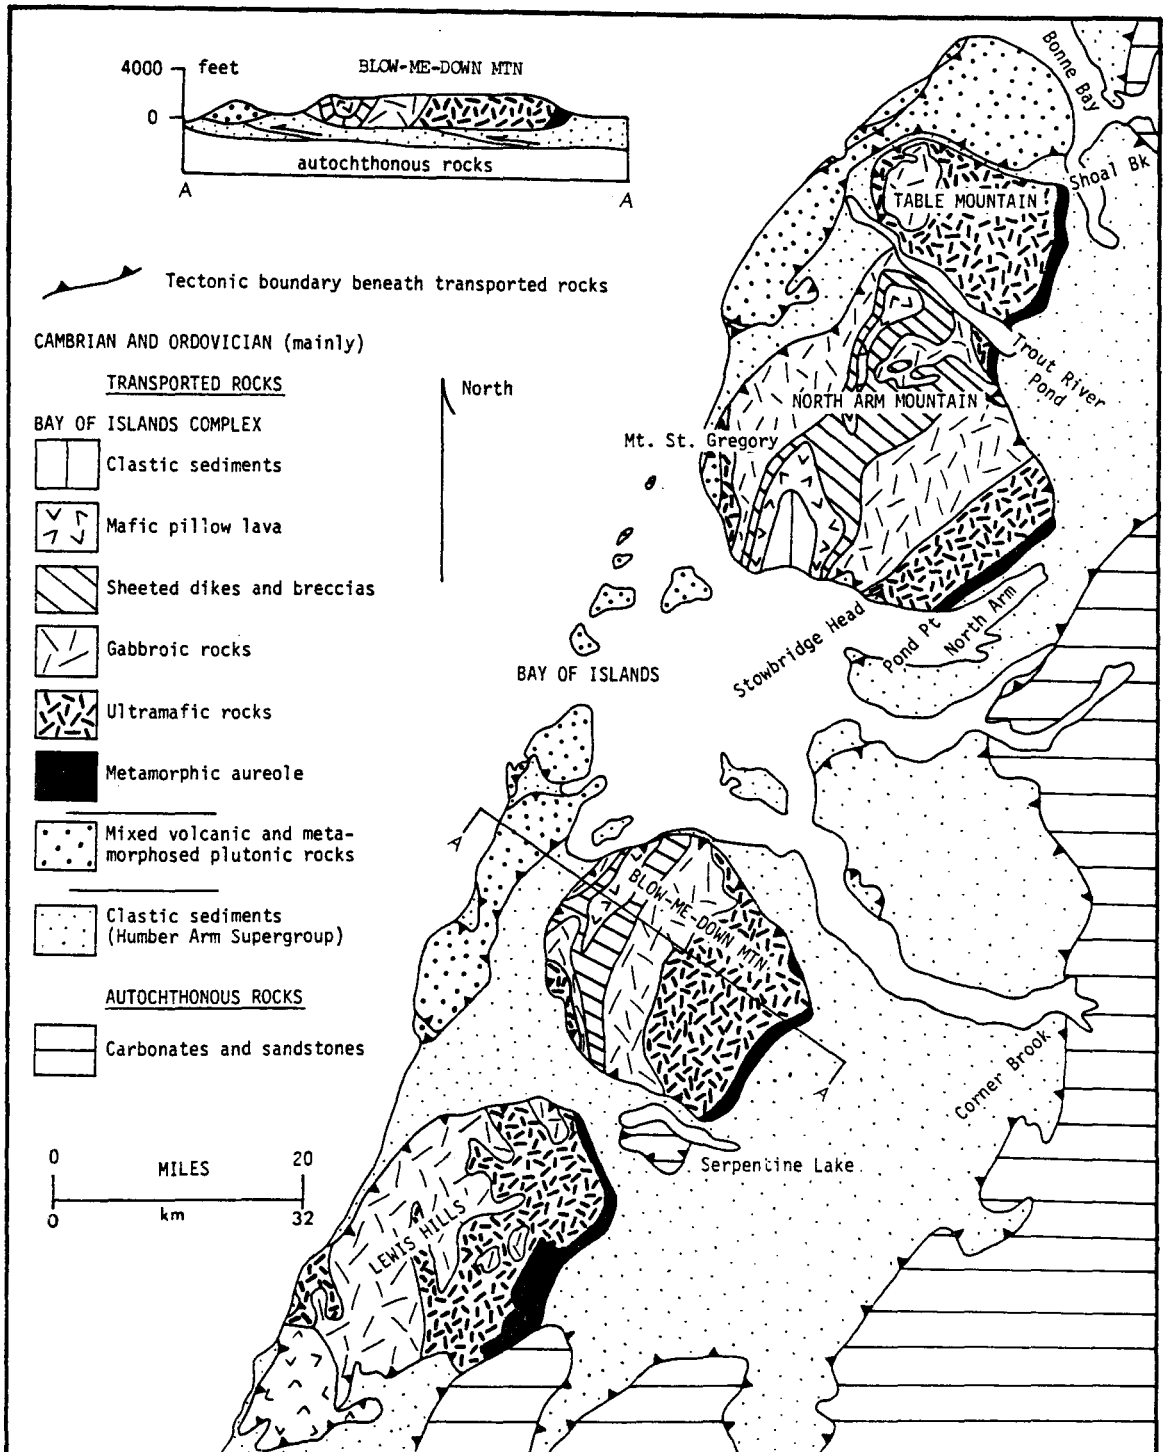 4000 feet
BLOW-ME-DOWN MTN
0
autochthonous rocks
A
A
Tectonic boundary beneath transported rocks
CAMBRIAN AND ORDOVICIAN (mainly)
TRANSPORTED ROCKS
North
BAY OF ISLANDS COMPLEX
Clastic sediments
Mafic pillow lava
Sheeted dikes and breccias
Gabbroic rocks
Ultramafic rocks
Metamorphic aureole
Mixed volcanic and meta-
morphosed plutonic rocks
Clastic sediments
(Humber Arm Supergroup)
AUTOCHTHONOUS ROCKS
Carbonates and sandstones
0 MILES 20
0 km 32
Bonne Bay
Shoal Bk
TABLE MOUNTAIN
Trout River
Pond
NORTH ARM MOUNTAIN
Mt. St. Gregory
Stowbridge Head
Pond Pt
North Arm
BAY OF ISLANDS
A
BLOW-ME-DOWN MTN
A
Corner Brook
Serpentine Lake
LEWIS HILLS